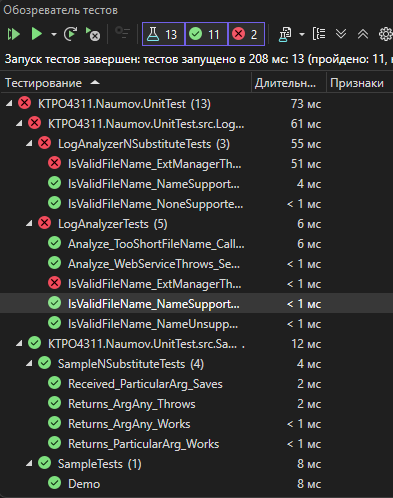 Обозреватель тестов
13 11 2
Запуск тестов завершен: тестов запущено в 208 мс: 13 (пройдено: 11,
Тестирование Длительн... Признаки
KTPO4311.Naumov.UnitTest (13) 73 мс
KTPO4311.Naumov.UnitTest.src.Log... 61 мс
LogAnalyzerNSubstituteTests (3) 55 мс
IsValidFileName_ExtManagerTh... 51 мс
IsValidFileName_NameSupport... 4 мс
IsValidFileName_NoneSupporte... < 1 мс
LogAnalyzerTests (5) 6 мс
Analyze_TooShortFileName_Call... 6 мс
Analyze_WebServiceThrows_Se... < 1 мс
IsValidFileName_ExtManagerTh... < 1 мс
IsValidFileName_NameSupport... < 1 мс
IsValidFileName_NameUnsupp... < 1 мс
KTPO4311.Naumov.UnitTest.src.Sa... . 12 мс
SampleNSubstituteTests (4) 4 мс
Received_ParticularArg_Saves 2 мс
Returns_ArgAny_Throws 2 мс
Returns_ArgAny_Works < 1 мс
Returns_ParticularArg_Works < 1 мс
SampleTests (1) 8 мс
Demo 8 мс